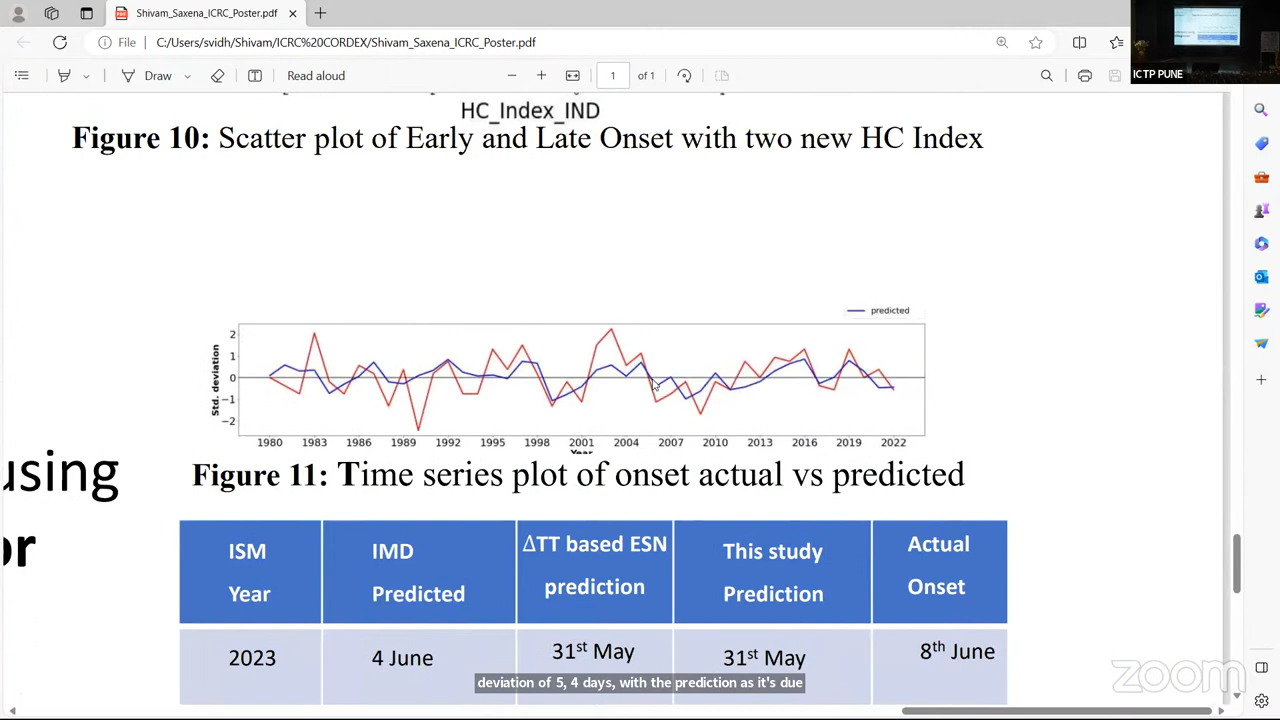 Shivam_Saxena_ICRC_Poster.pdf
File C:/Users/svidh/Shivam/ICRC%20CORDEX/Shivam_Saxena_ICRC_Poster.pdf
ICTP PUNE
Draw Read aloud 1 of 1
HC_Index_IND
Figure 10: Scatter plot of Early and Late Onset with two new HC Index
predicted
Std. deviation
2
1
0
−1
−2
1980 1983 1986 1989 1992 1995 1998 2001 2004 2007 2010 2013 2016 2019 2022
Year
using
Figure 11: Time series plot of onset actual vs predicted
or
ISM Year
IMD Predicted
ΔTT based ESN prediction
This study Prediction
Actual Onset
2023 4 June 31st May 31st May 8th June
deviation of 5, 4 days, with the prediction as it's due
zoom